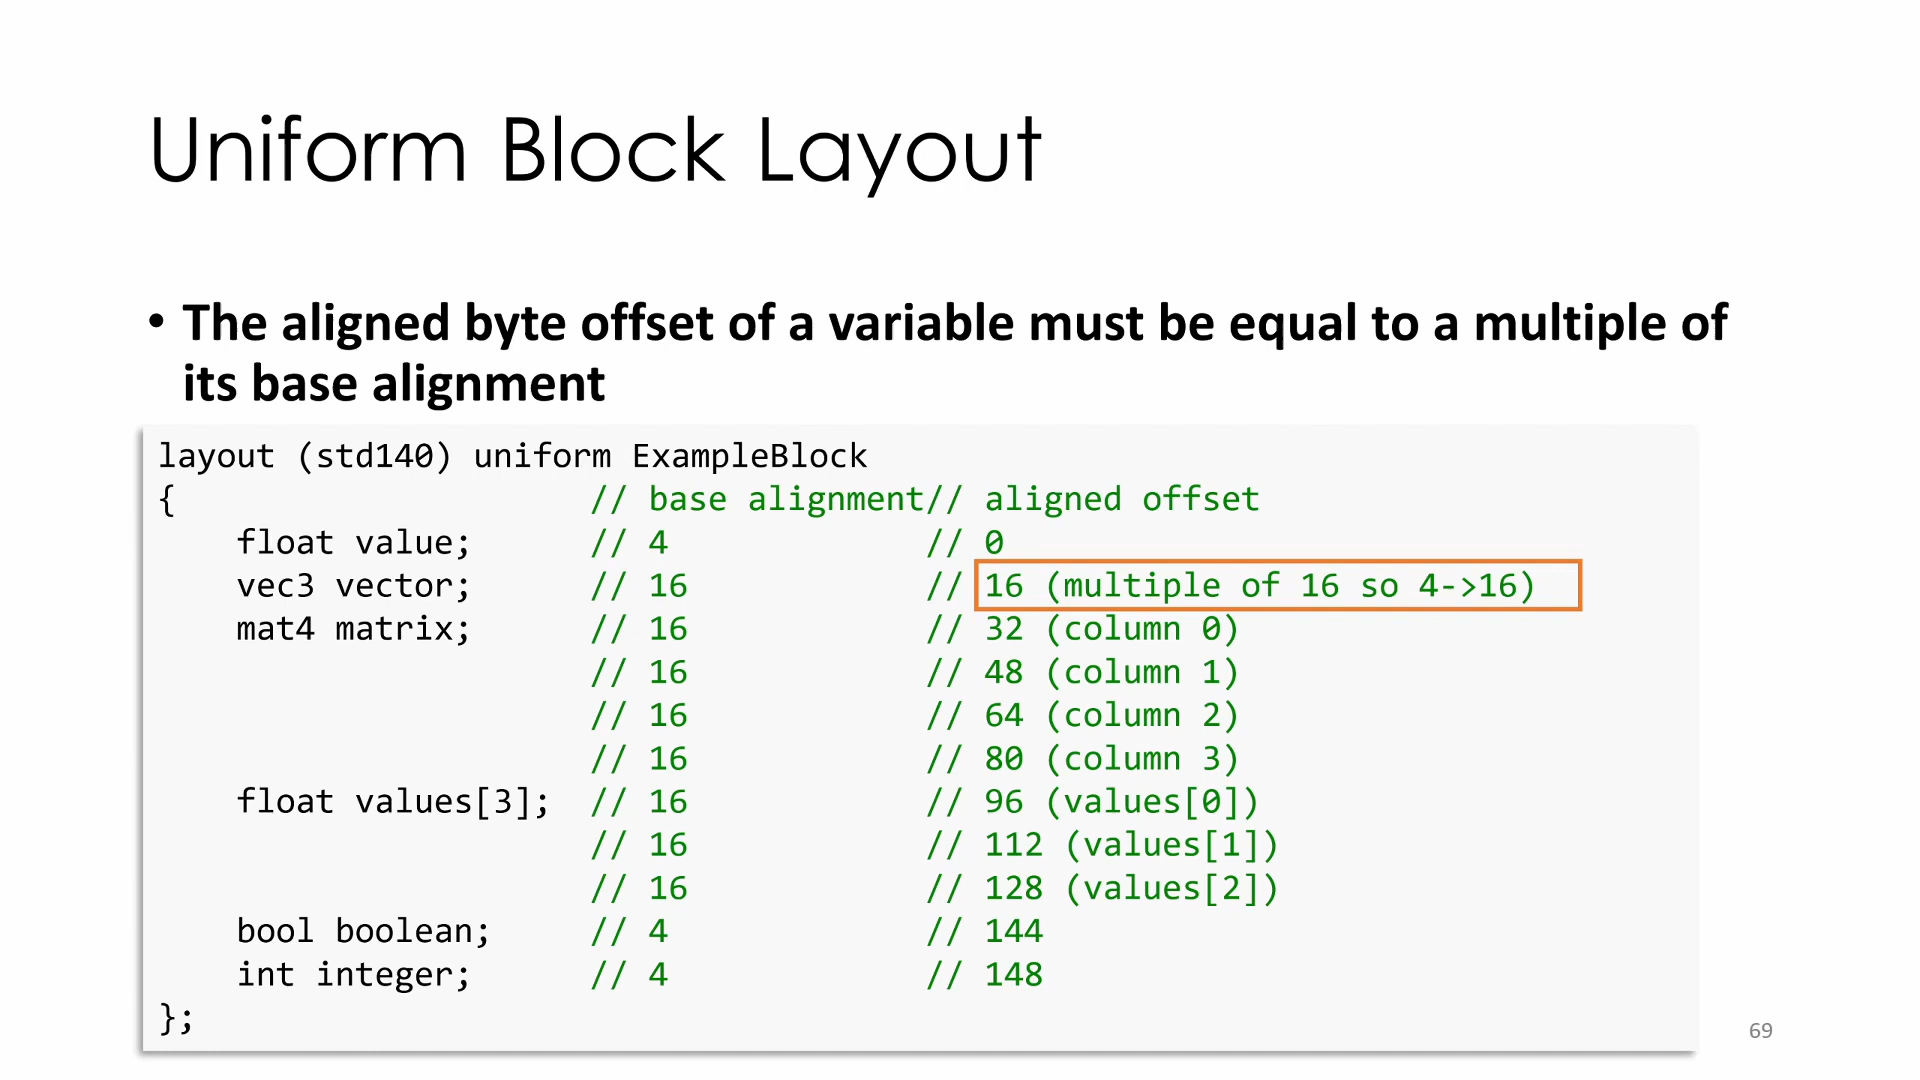 Uniform Block Layout
• The aligned byte offset of a variable must be equal to a multiple of
its base alignment
layout (std140) uniform ExampleBlock
{ // base alignment// aligned offset
float value; // 4 // 0
vec3 vector; // 16 // 16 (multiple of 16 so 4->16)
mat4 matrix; // 16 // 32 (column 0)
// 16 // 48 (column 1)
// 16 // 64 (column 2)
// 16 // 80 (column 3)
float values[3]; // 16 // 96 (values[0])
// 16 // 112 (values[1])
// 16 // 128 (values[2])
bool boolean; // 4 // 144
int integer; // 4 // 148
};
69